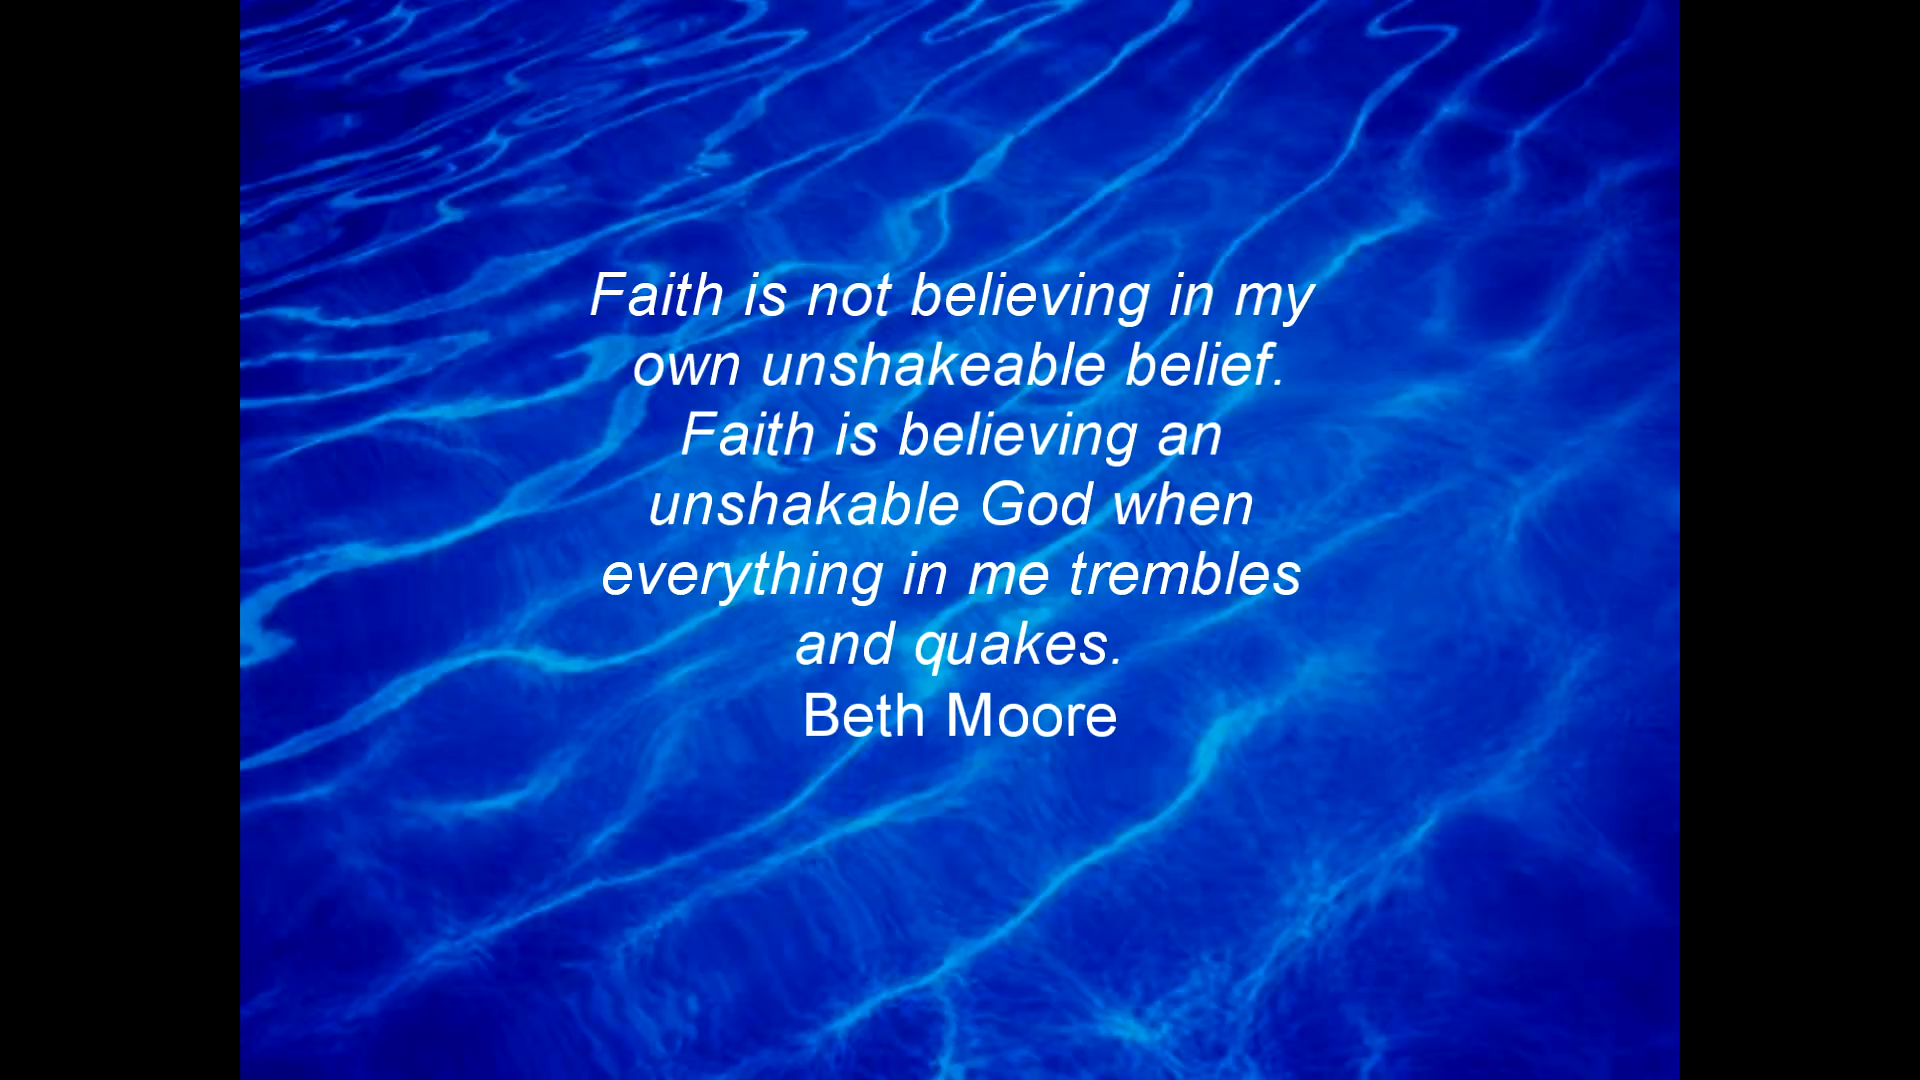 Faith is not believing in my
own unshakeable belief.
Faith is believing an
unshakable God when
everything in me trembles
and quakes.
Beth Moore